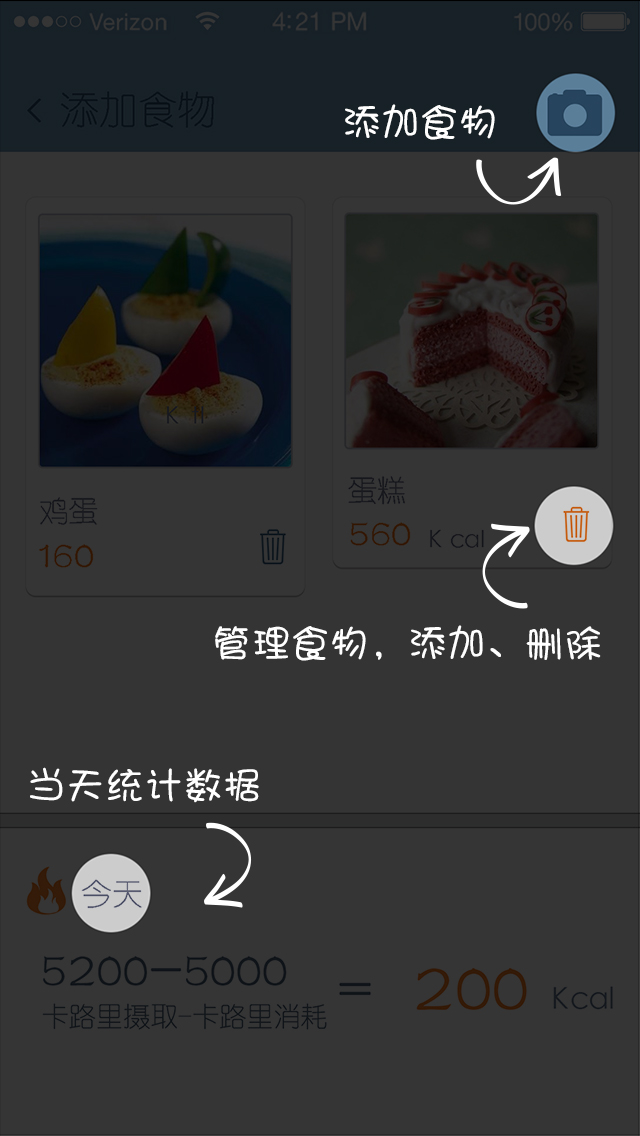 Verizon 4:21 PM 100%
添加食物
添加食物
鸡蛋
160
蛋糕
560 K cal
管理食物，添加、删除
当天统计数据
今天
5200—5000 = 200 Kcal
卡路里摄取-卡路里消耗